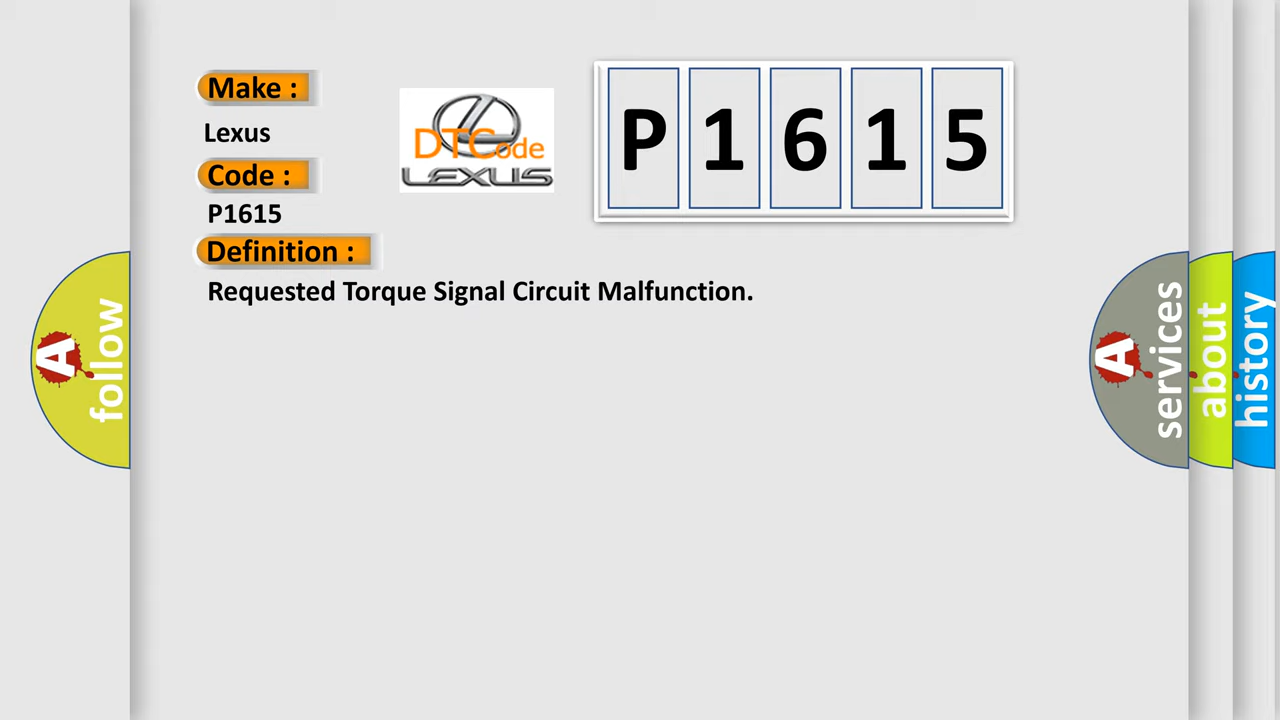 Make :
Lexus
Code :
P1615
Definition :
Requested Torque Signal Circuit Malfunction.
DTCode
LEXUS
P 1 6 1 5
A
follow
A
services
about
history